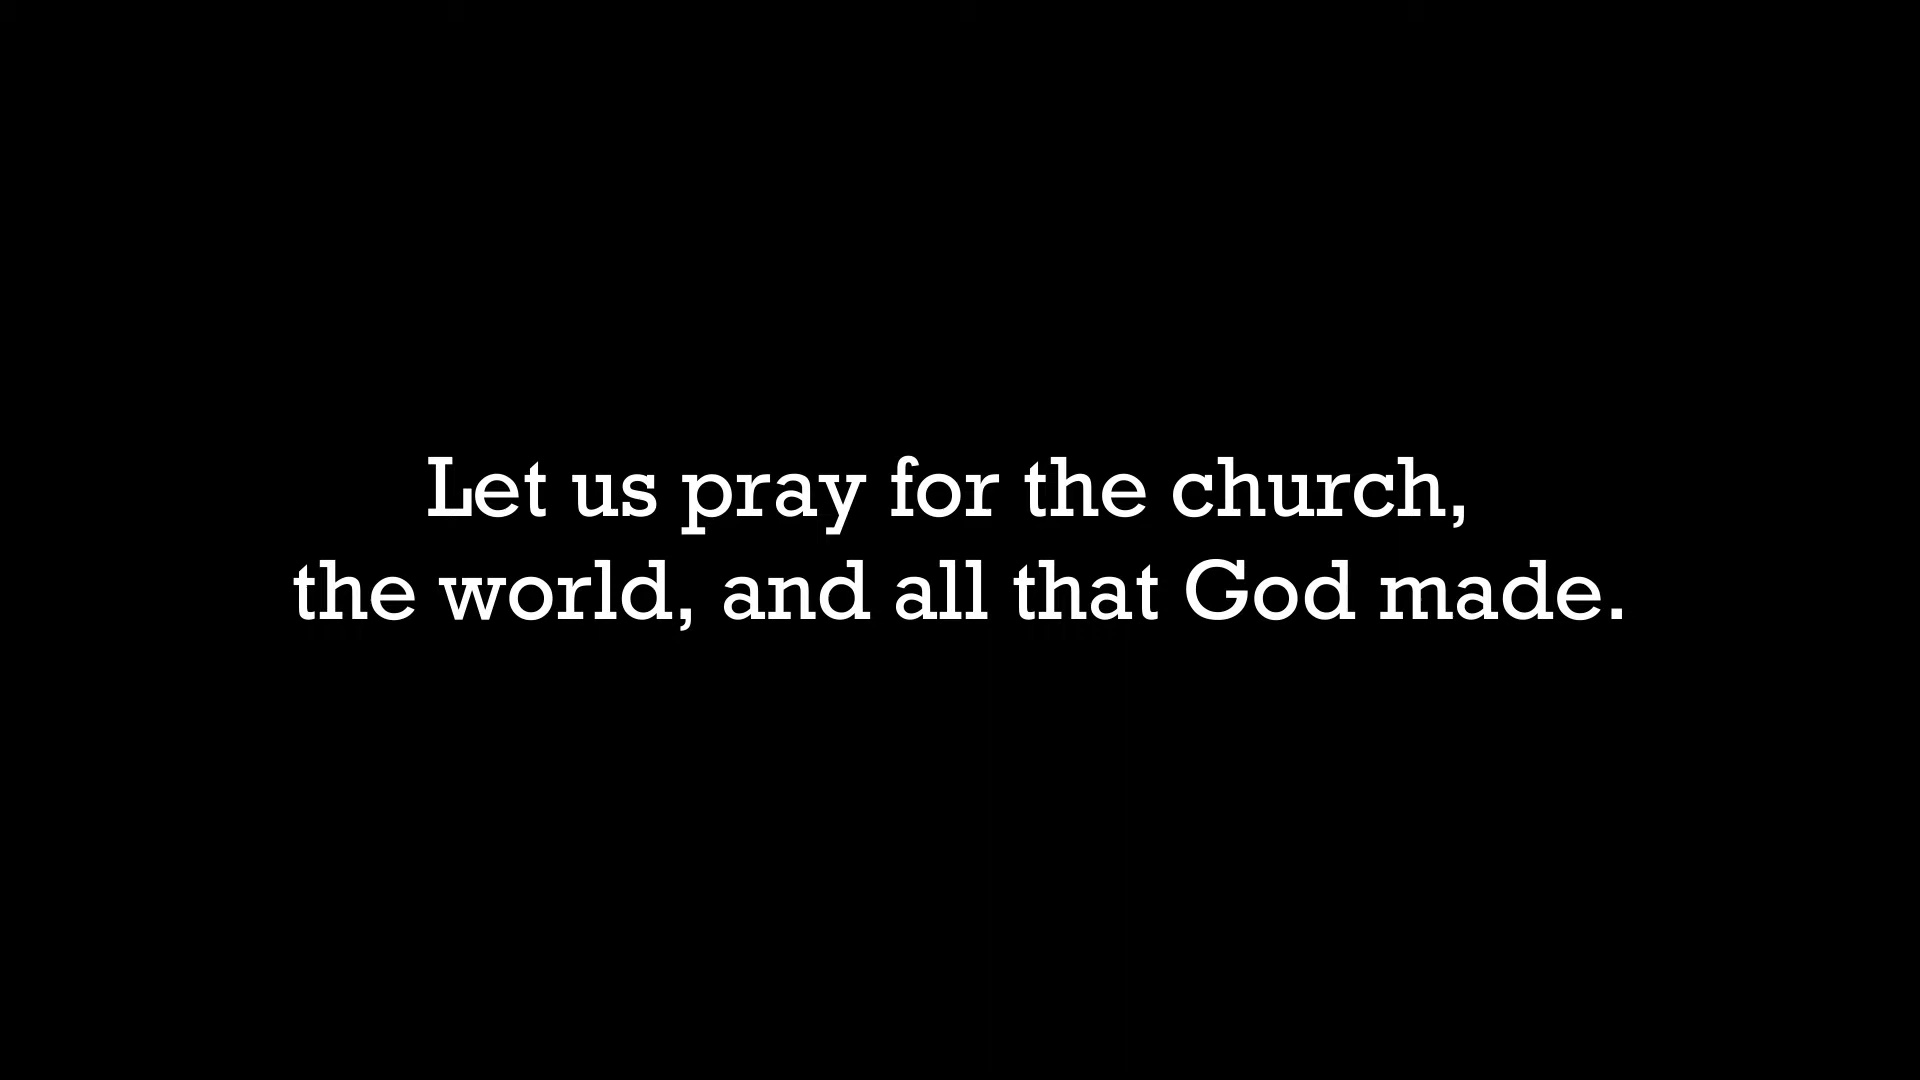 Let us pray for the church,
the world, and all that God made.